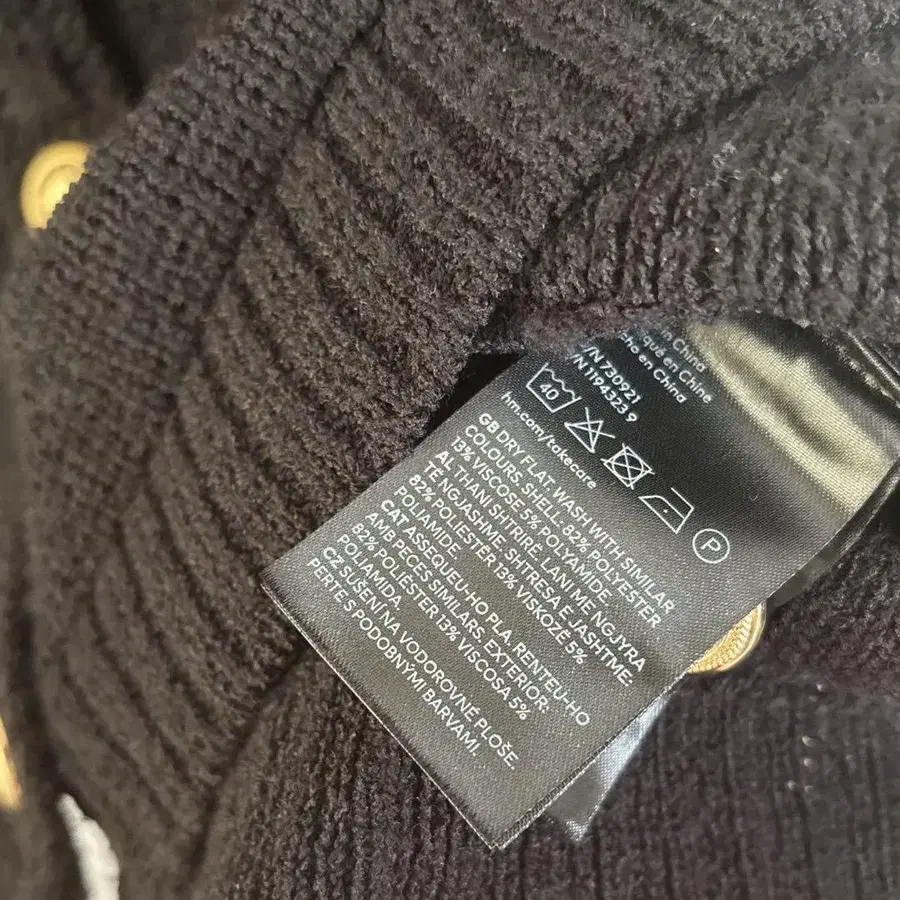 in China
qué en Chine
cho en China
/N 730921
/N 1194323 9
40
P
hm.com/takecare
GB DRY FLAT. WASH WITH SIMILAR
COLOURS. SHELL: 82% POLYESTER
13% VISCOSE 5% POLYAMIDE.
AL THANI SHTRIRË. LANI ME NGJYRA
TË NGJASHME. SHTRESA E JASHTME:
82% POLIESTËR 13% VISKOZË 5%
POLIAMIDE.
CAT ASSEQUEU-HO PLA. RENTEU-HO
AMB PECES SIMILARS. EXTERIOR:
82% POLIÈSTER 13% VISCOSA 5%
POLIAMIDA.
CZ SUŠENÍ NA VODOROVNÉ PLOŠE.
PERTE S PODOBNÝMI BARVAMI.